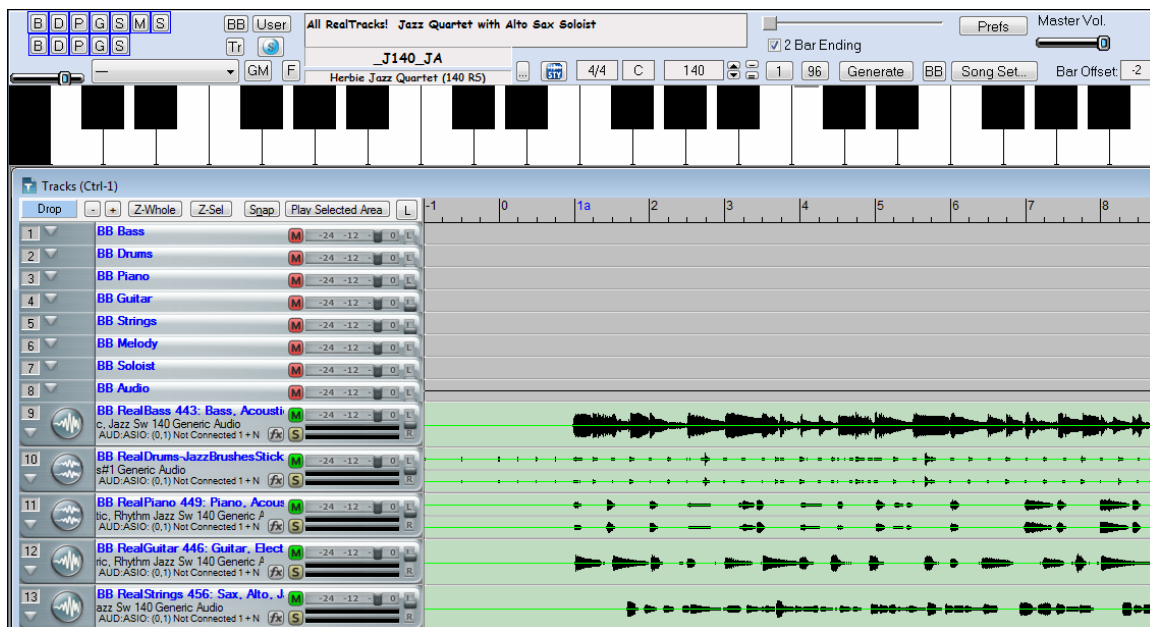 B D P G S M S BB User All RealTracks! Jazz Quartet with Alto Sax Soloist Prefs Master Vol.
B D P G S Tr S _J140_JA 2 Bar Ending
— GM F Herbie Jazz Quartet (140 RS) ... STY 4/4 C 140 1 96 Generate BB Song Set... Bar Offset: -2
Tracks (Ctrl-1)
Drop - + Z-Whole Z-Sel Snap Play Selected Area L -1 0 1a 2 3 4 5 6 7 8
1 BB Bass M -24 -12 - 0 L
2 BB Drums M -24 -12 - 0 L
3 BB Piano M -24 -12 - 0 L
4 BB Guitar M -24 -12 - 0 L
5 BB Strings M -24 -12 - 0 L
6 BB Melody M -24 -12 - 0 L
7 BB Soloist M -24 -12 - 0 L
8 BB Audio M -24 -12 - 0 L
9 BB RealBass 443: Bass, Acousti M -24 -12 - 0 L
c, Jazz Sw 140 Generic Audio
AUD:ASIO: (0,1) Not Connected 1 + N fx S R
10 BB RealDrums-JazzBrushesStick M -24 -12 - 0 L
s#1 Generic Audio
AUD:ASIO: (0,1) Not Connected 1 + N fx S R
11 BB RealPiano 449: Piano, Acous M -24 -12 - 0 L
tic, Rhythm Jazz Sw 140 Generic A
AUD:ASIO: (0,1) Not Connected 1 + N fx S R
12 BB RealGuitar 446: Guitar, Elect M -24 -12 - 0 L
ric, Rhythm Jazz Sw 140 Generic A
AUD:ASIO: (0,1) Not Connected 1 + N fx S R
13 BB RealStrings 456: Sax, Alto, J M -24 -12 - 0 L
azz Sw 140 Generic Audio
AUD:ASIO: (0,1) Not Connected 1 + N fx S R